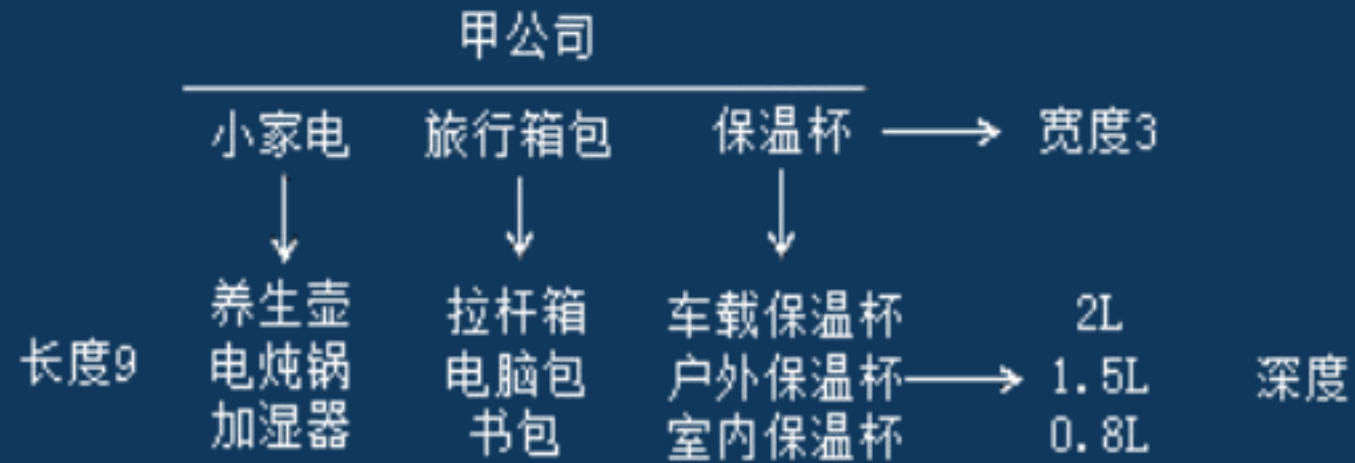 甲公司
小家电 旅行箱包 保温杯 宽度3
养生壶 拉杆箱 车载保温杯 2L
长度9 电炖锅 电脑包 户外保温杯 1.5L 深度
加湿器 书包 室内保温杯 0.8L